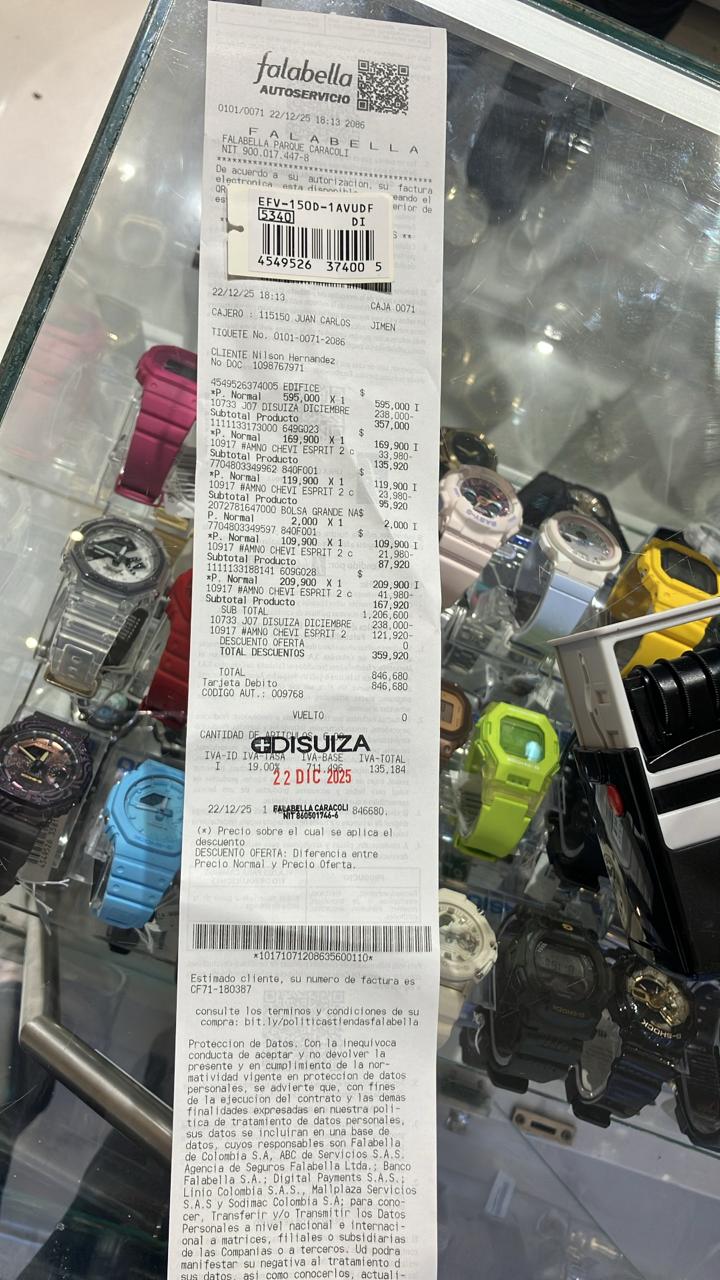 falabella
AUTOSERVICIO
0101/0071 22/12/25 18:13 2086
F A L A B E L L A
FALABELLA PARQUE CARACOLI
NIT 900.017.447-8
De acuerdo a su autorizacion, su factura
electronica, esta disponible
EFV-150D-1AVUDF
5340 DI
4549526 37400 5
22/12/25 18:13 CAJA 0071
CAJERO : 115150 JUAN CARLOS JIMEN
TIQUETE No. 0101-0071-2086
CLIENTE Nilson Hernandez
No DOC 1098767971
4549526374005 EDIFICE $
*P. Normal 595,000 X 1 595,000 I
10733 JO7 DISUIZA DICIEMBRE 238,000-
Subtotal Producto 357,000
1111133173000 649G023 $
*P. Normal 169,900 X 1 169,900 I
10917 #AMNO CHEVI ESPRIT 2 c 33,980-
Subtotal Producto 135,920
7704803349962 840F001 $
*P. Normal 119,900 X 1 119,900 I
10917 #AMNO CHEVI ESPRIT 2 c 23,980-
Subtotal Producto 95,920
2072781647000 BOLSA GRANDE NA$
P. Normal 2,000 X 1 2,000 I
7704803349597 840F001 $
*P. Normal 109,900 X 1 109,900 I
10917 #AMNO CHEVI ESPRIT 2 c 21,980-
Subtotal Producto 87,920
1111133188141 609G028 $
*P. Normal 209,900 X 1 209,900 I
10917 #AMNO CHEVI ESPRIT 2 c 41,980-
Subtotal Producto 167,920
SUB TOTAL 1,206,600
10733 JO7 DISUIZA DICIEMBRE 238,000-
10917 #AMNO CHEVI ESPRIT 2 121,920-
DESCUENTO OFERTA 0
TOTAL DESCUENTOS 359,920
TOTAL 846,680
Tarjeta Debito 846,680
CODIGO AUT.: 009768
VUELTO 0
CANTIDAD DE ARTICULOS
DISUIZA
IVA-ID IVA-TASA IVA-BASE IVA-TOTAL
I 19.00% 711,496 135,184
22 DIC 2025
22/12/25 1 846680.
FALABELLA CARACOLI
NIT 860501746-6
(*) Precio sobre el cual se aplica el
descuento
DESCUENTO OFERTA: Diferencia entre
Precio Normal y Precio Oferta.
*1017107120863560​0110*
Estimado cliente, su numero de factura es
CF71-180387
consulte los terminos y condiciones de su
compra: bit.ly/politicastiendasfalabella
Proteccion de Datos. Con la inequivoca
conducta de aceptar y no devolver la
presente y en cumplimiento de la nor-
matividad vigente en proteccion de datos
personales, se advierte que, con fines
de la ejecucion del contrato y las demas
finalidades expresadas en nuestra poli-
tica de tratamiento de datos personales,
sus datos se incluiran en una base de
datos, cuyos responsables son Falabella
de Colombia S.A, ABC de Servicios S.A.S.
Agencia de Seguros Falabella Ltda.; Banco
Falabella S.A.; Digital Payments S.A.S.;
Linio Colombia S.A.S., Mallplaza Servicios
S.A.S y Sodimac Colombia S.A; para cono-
cer, Transferir y/o Transmitir los Datos
Personales a nivel nacional e internaci-
onal a matrices, filiales o subsidiarias
de las Companias o a terceros. Ud podra
manifestar su negativa al tratamiento d
sus datos, asi como conocerlos, actuali-
G-SHOCK
G-SHOCK